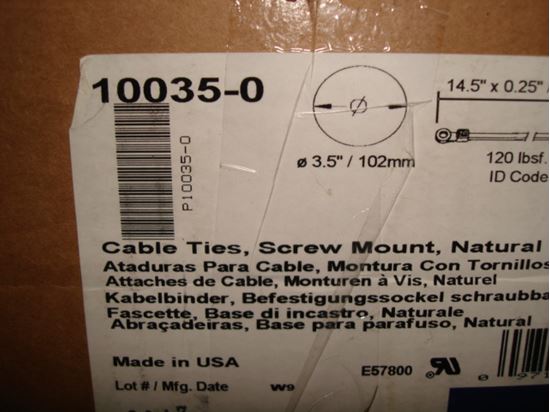 10035-0
P10035-0
ø 3.5" / 102mm
14.5" x 0.25" /
120 lbsf.
ID Code
Cable Ties, Screw Mount, Natural
Ataduras Para Cable, Montura Con Tornillos
Attaches de Cable, Monturen à Vis, Naturel
Kabelbinder, Befestigungssockel schraubba
Fascette, Base di incastro, Naturale
Abraçadeiras, Base para parafuso, Natural
Made in USA
E57800
Lot # / Mfg. Date W9
0 971